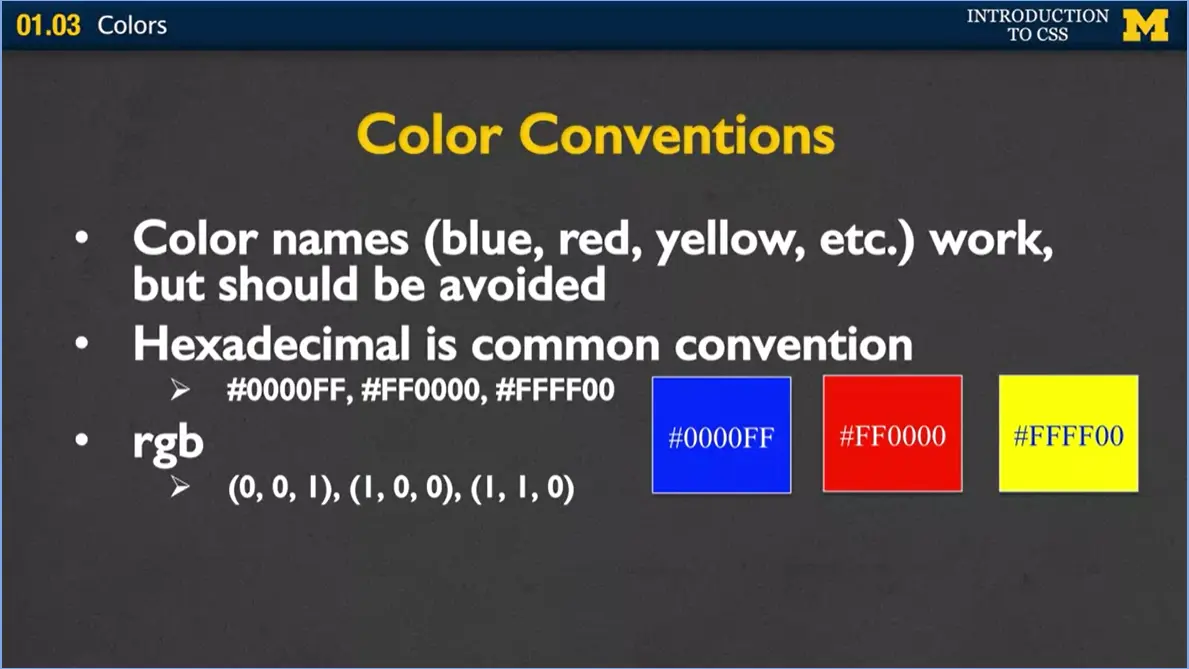 01.03 Colors
INTRODUCTION
TO CSS
M
Color Conventions
• Color names (blue, red, yellow, etc.) work,
but should be avoided
• Hexadecimal is common convention
➢ #0000FF, #FF0000, #FFFF00
• rgb
➢ (0, 0, 1), (1, 0, 0), (1, 1, 0)
#0000FF
#FF0000
#FFFF00